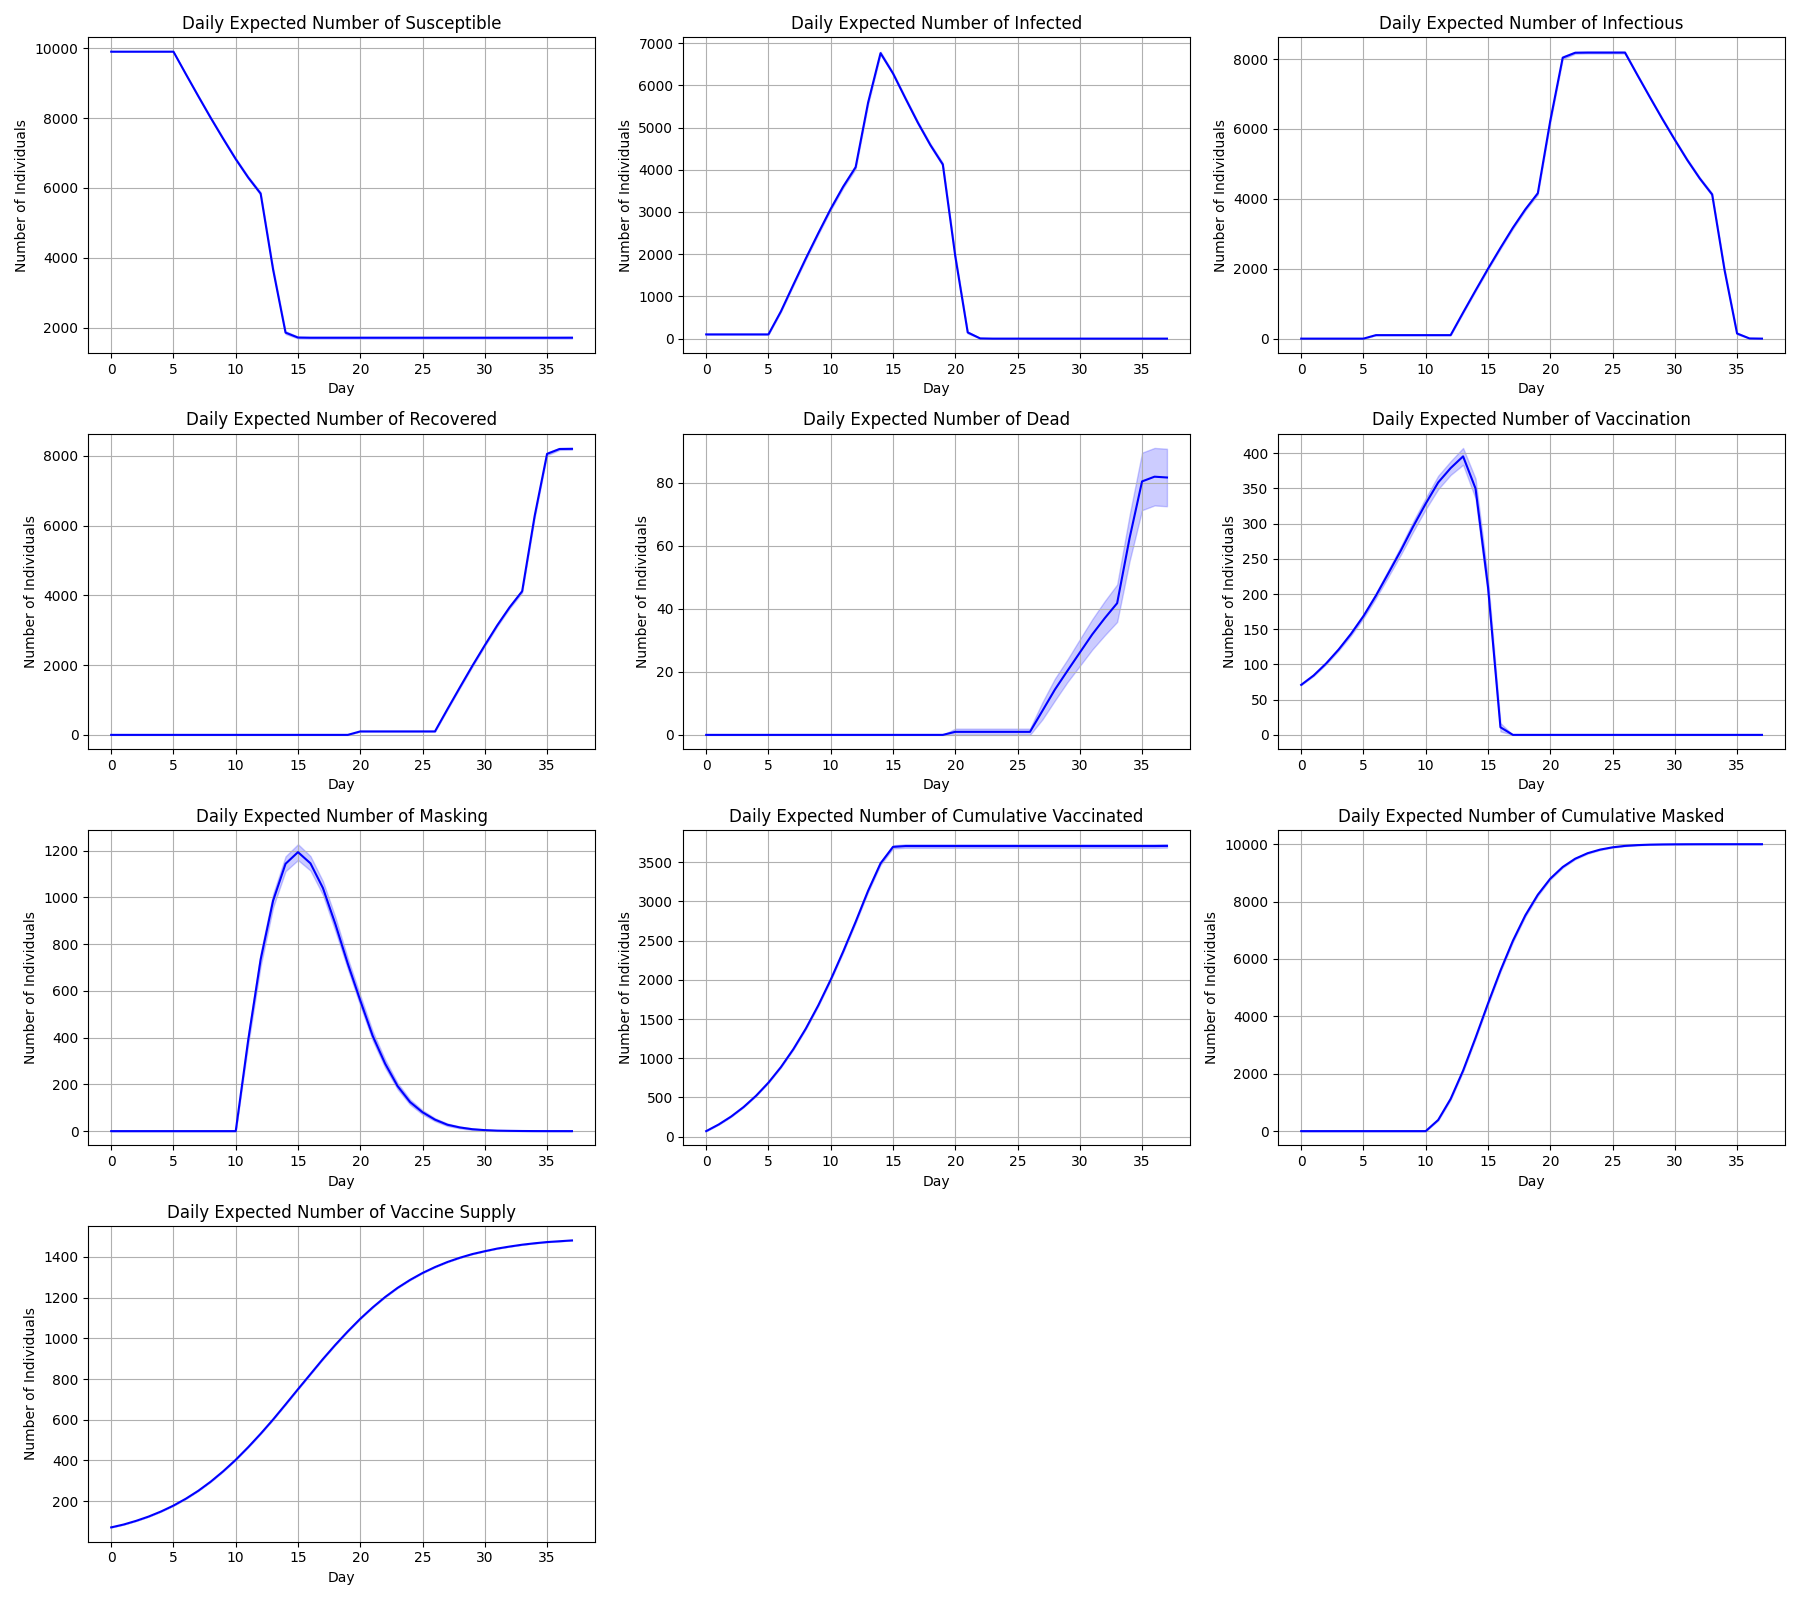 Daily Expected Number of Susceptible
Number of Individuals
10000
8000
6000
4000
2000
0 5 10 15 20 25 30 35
Day
Daily Expected Number of Infected
Number of Individuals
7000
6000
5000
4000
3000
2000
1000
0
0 5 10 15 20 25 30 35
Day
Daily Expected Number of Infectious
Number of Individuals
8000
6000
4000
2000
0
0 5 10 15 20 25 30 35
Day
Daily Expected Number of Recovered
Number of Individuals
8000
6000
4000
2000
0
0 5 10 15 20 25 30 35
Day
Daily Expected Number of Dead
Number of Individuals
80
60
40
20
0
0 5 10 15 20 25 30 35
Day
Daily Expected Number of Vaccination
Number of Individuals
400
350
300
250
200
150
100
50
0
0 5 10 15 20 25 30 35
Day
Daily Expected Number of Masking
Number of Individuals
1200
1000
800
600
400
200
0
0 5 10 15 20 25 30 35
Day
Daily Expected Number of Cumulative Vaccinated
Number of Individuals
3500
3000
2500
2000
1500
1000
500
0
0 5 10 15 20 25 30 35
Day
Daily Expected Number of Cumulative Masked
Number of Individuals
10000
8000
6000
4000
2000
0
0 5 10 15 20 25 30 35
Day
Daily Expected Number of Vaccine Supply
Number of Individuals
1400
1200
1000
800
600
400
200
0 5 10 15 20 25 30 35
Day